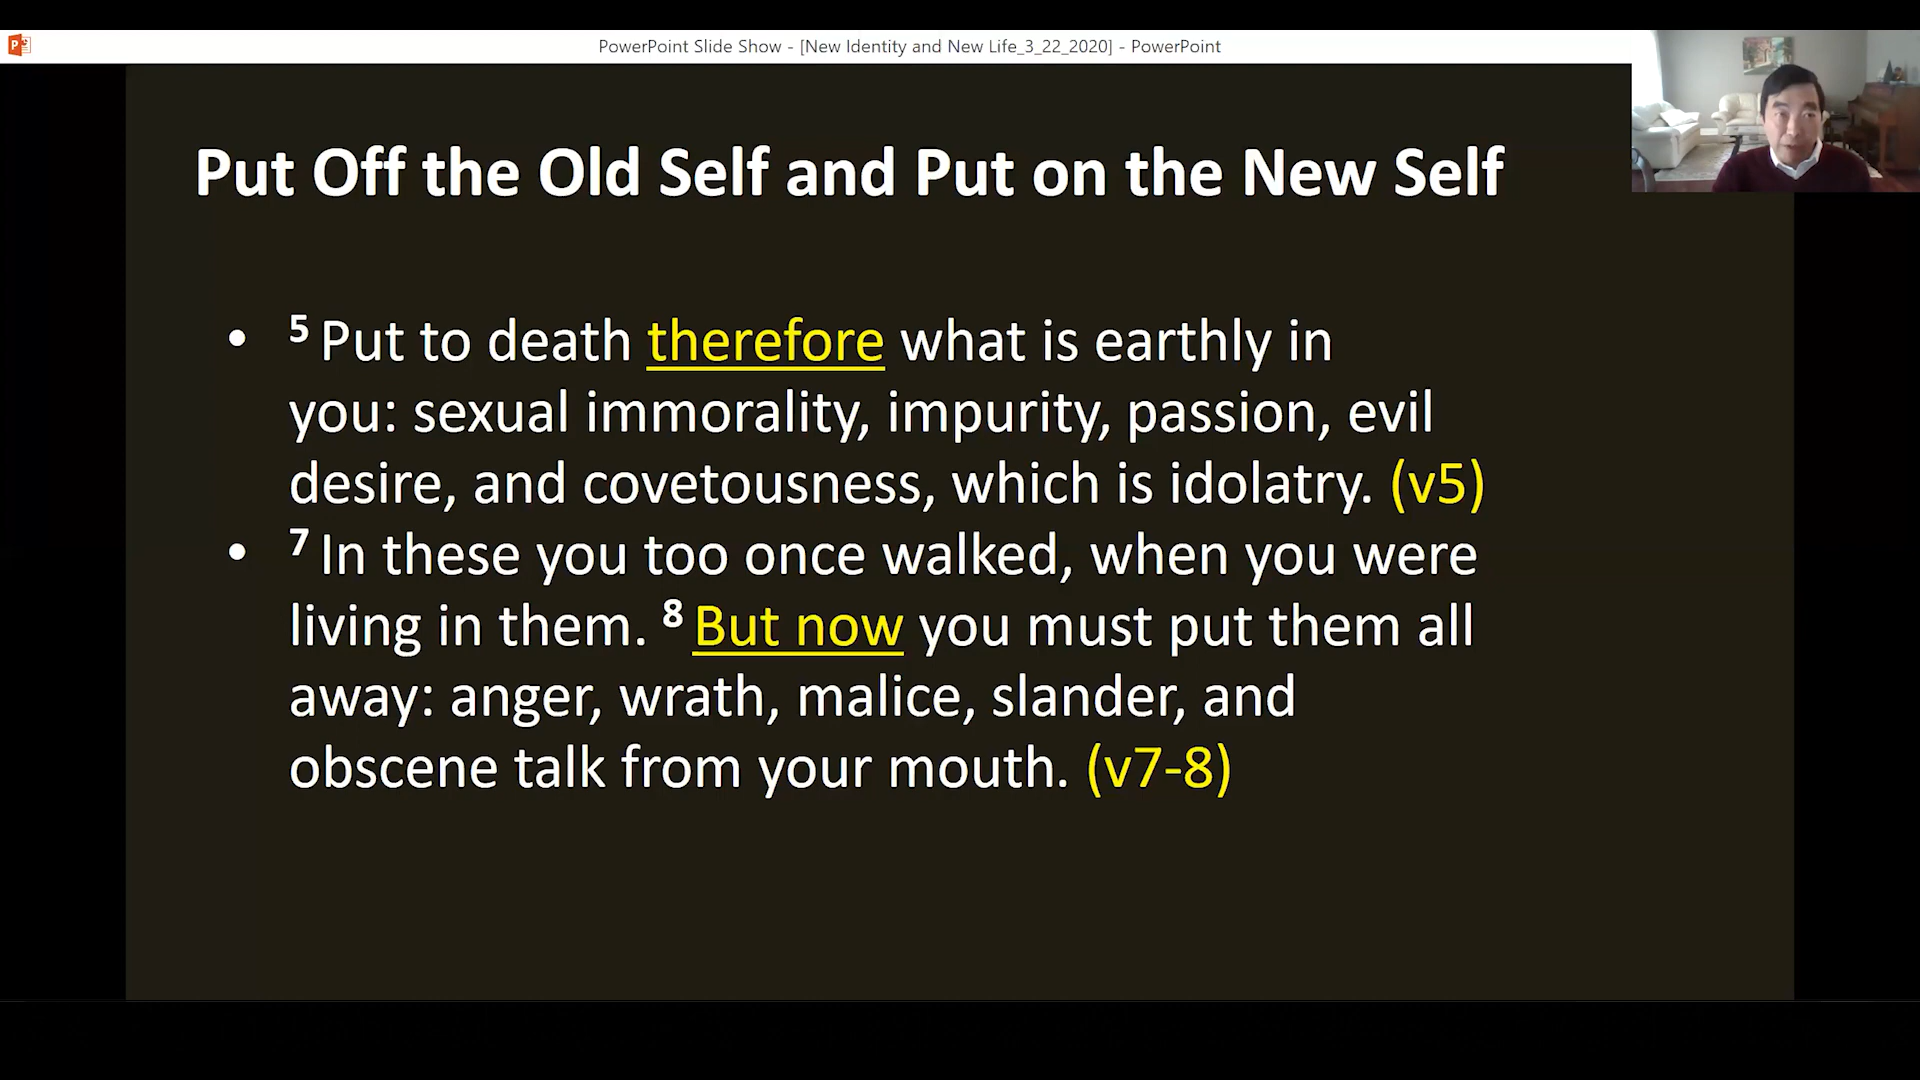 PowerPoint Slide Show - [New Identity and New Life_3_22_2020] - PowerPoint
Put Off the Old Self and Put on the New Self
• 5 Put to death therefore what is earthly in
you: sexual immorality, impurity, passion, evil
desire, and covetousness, which is idolatry. (v5)
• 7 In these you too once walked, when you were
living in them. 8 But now you must put them all
away: anger, wrath, malice, slander, and
obscene talk from your mouth. (v7-8)